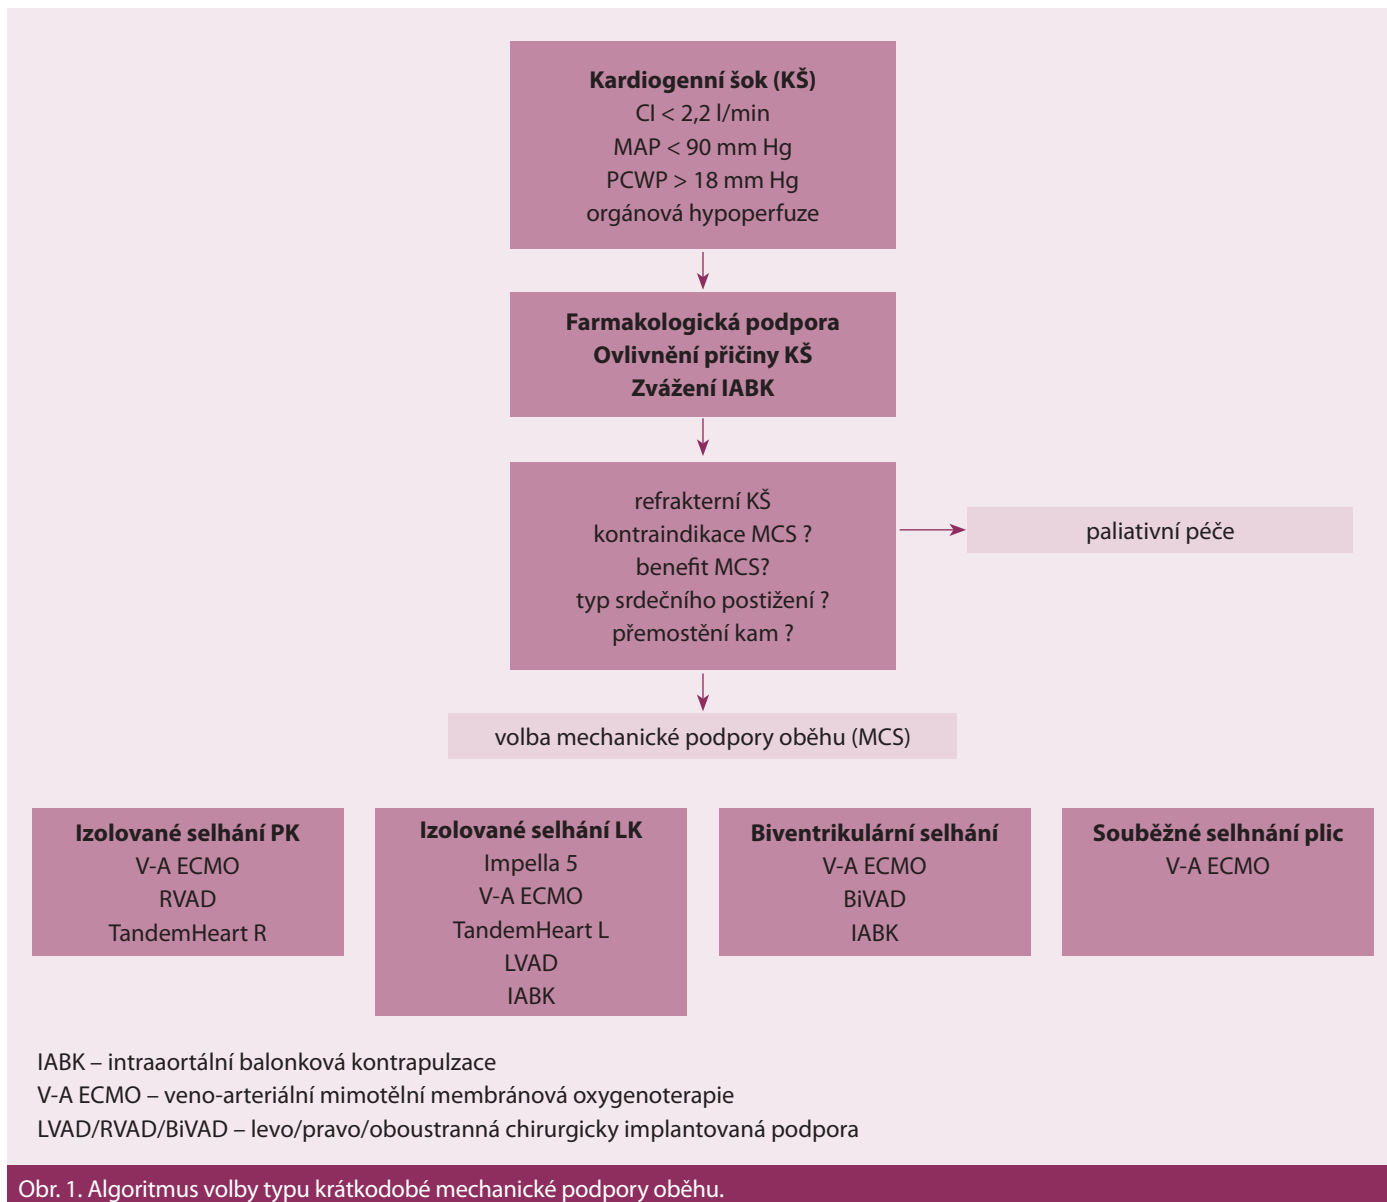 Kardiogenní šok (KŠ)
CI < 2,2 l/min
MAP < 90 mm Hg
PCWP > 18 mm Hg
orgánová hypoperfuze
Farmakologická podpora
Ovlivnění přičiny KŠ
Zvážení IABK
refrakterní KŠ
kontraindikace MCS ?
benefit MCS?
typ srdečního postižení ?
přemostění kam ?
paliativní péče
volba mechanické podpory oběhu (MCS)
Izolované selhání PK
V-A ECMO
RVAD
TandemHeart R
Izolované selhání LK
Impella 5
V-A ECMO
TandemHeart L
LVAD
IABK
Biventrikulární selhání
V-A ECMO
BiVAD
IABK
Souběžné selhnání plic
V-A ECMO
IABK – intraaortální balonková kontrapulzace
V-A ECMO – veno-arteriální mimotělní membránová oxygenoterapie
LVAD/RVAD/BiVAD – levo/pravo/oboustranná chirurgicky implantovaná podpora
Obr. 1. Algoritmus volby typu krátkodobé mechanické podpory oběhu.